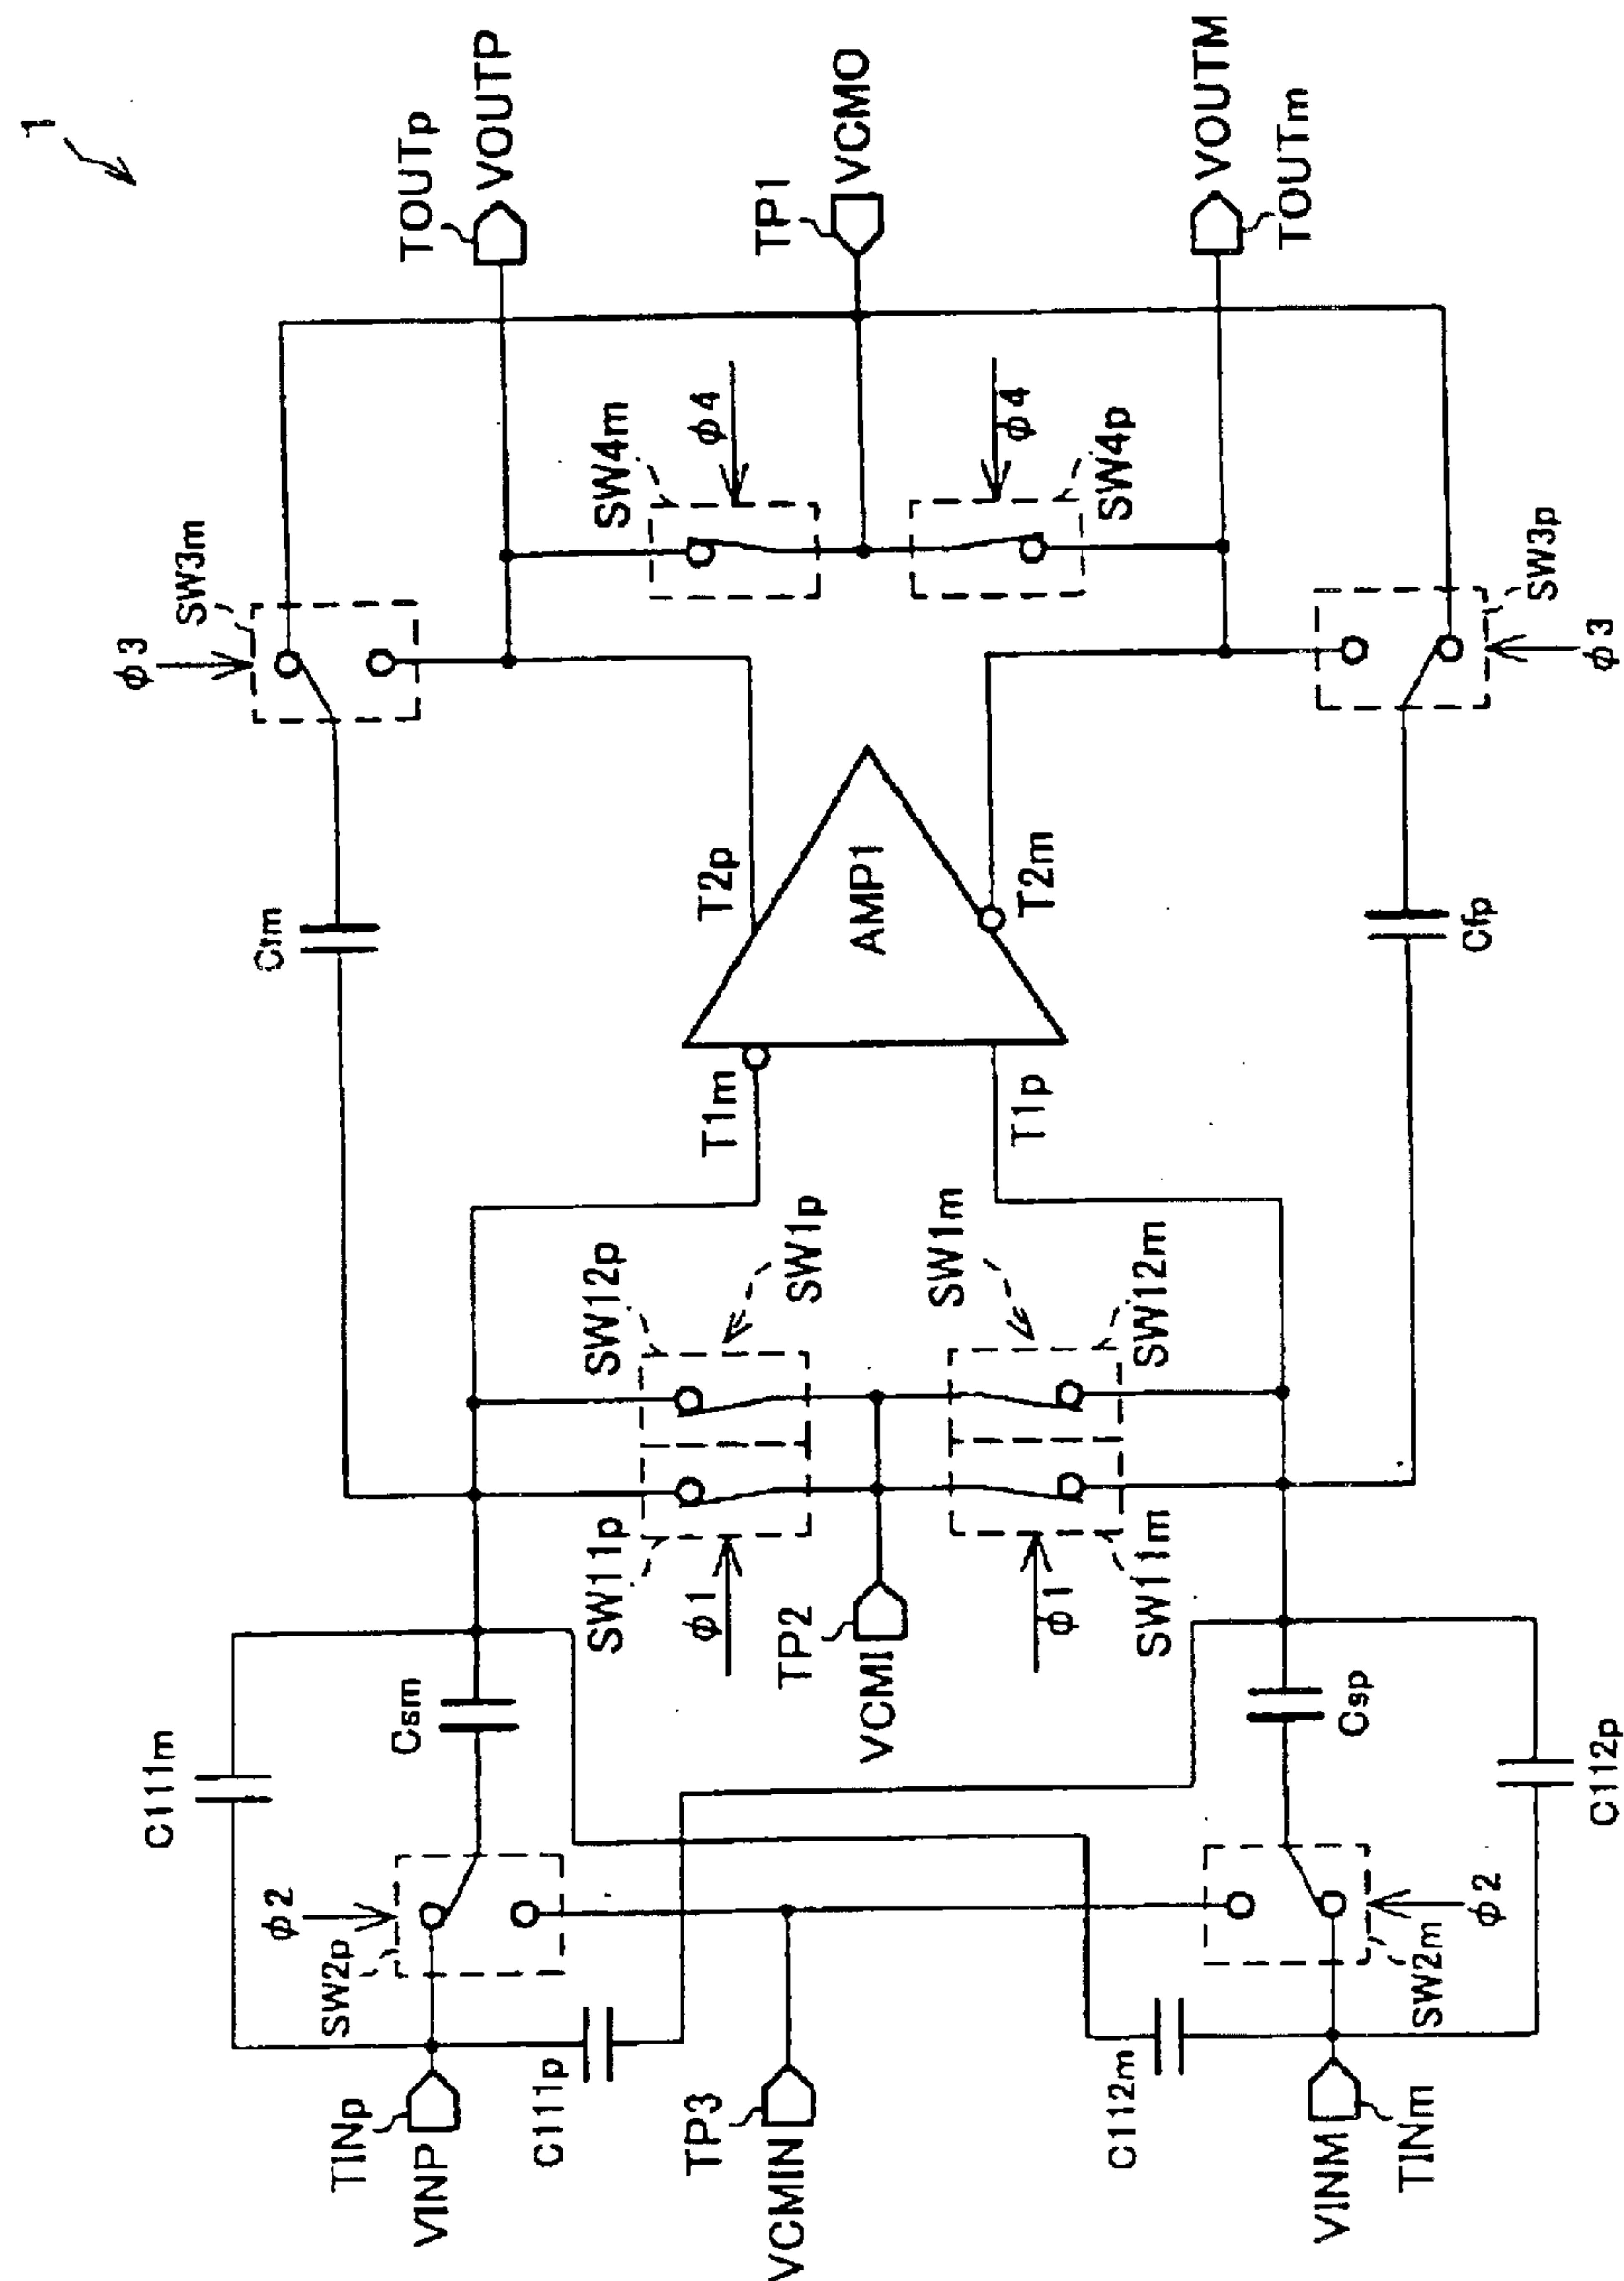 1
TOUTp
VOUTP
TP1
VCMO
TOUTm
VOUTM
φ3
SW3m
SW4m
φ4
φ4
SW4p
SW3p
φ3
Cfm
T2p
AMP1
T2m
Cfp
T1m
T1p
SW12p
SW1p
SW1m
SW12m
SW11p
φ1
TP2
VCMI
φ1
SW11m
C111m
Csm
Csp
C112p
φ2
SW2p
φ2
SW2m
TINp
VINP
C111p
TP3
VCMIN
C112m
VINM
TINm